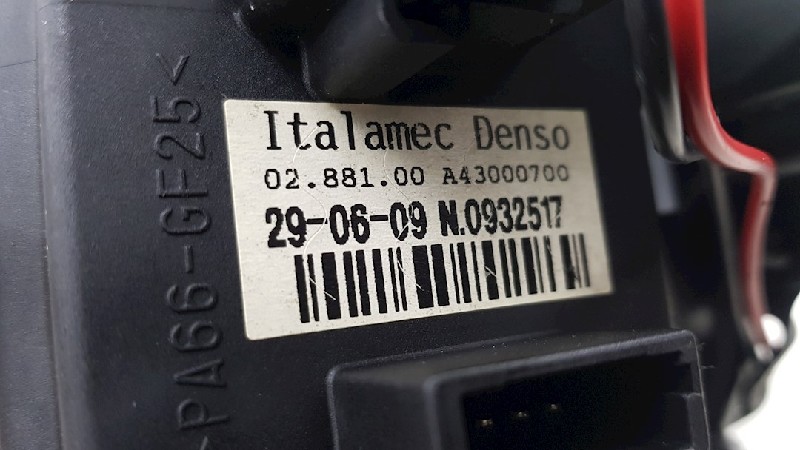 Italamec Denso
02.881.00 A43000700
29-06-09 N.0932517
>PA66-GF25<